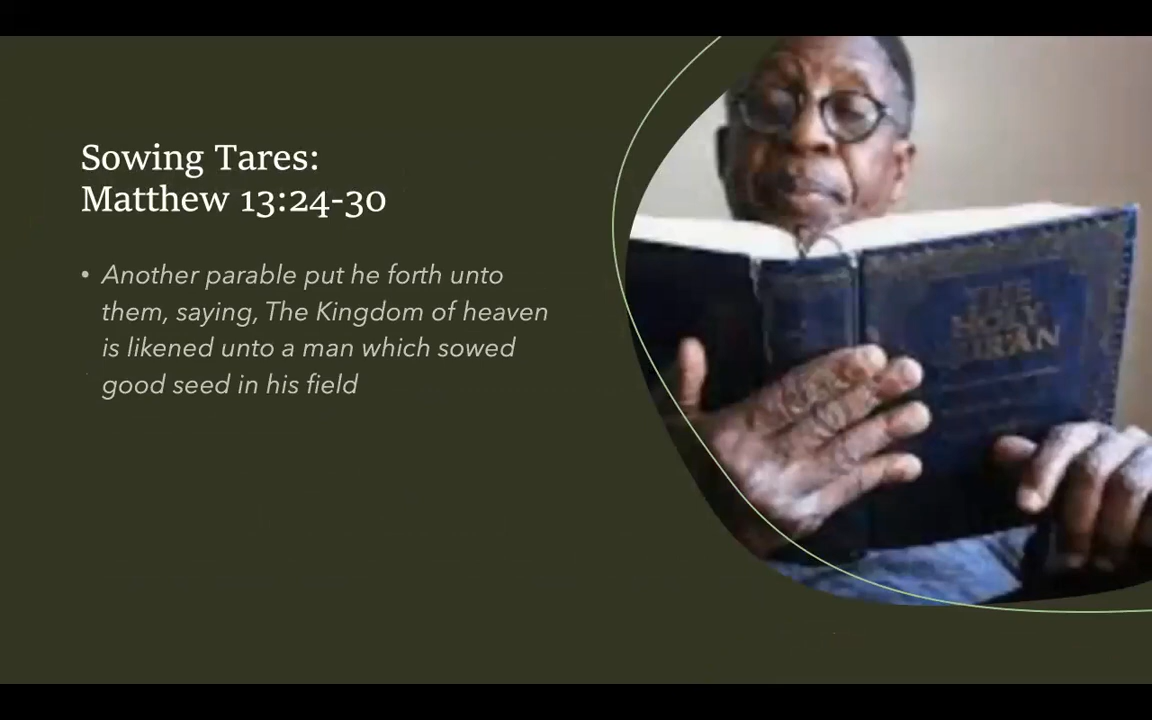 Sowing Tares:
Matthew 13:24-30
• Another parable put he forth unto
them, saying, The Kingdom of heaven
is likened unto a man which sowed
good seed in his field
THE
HOLY